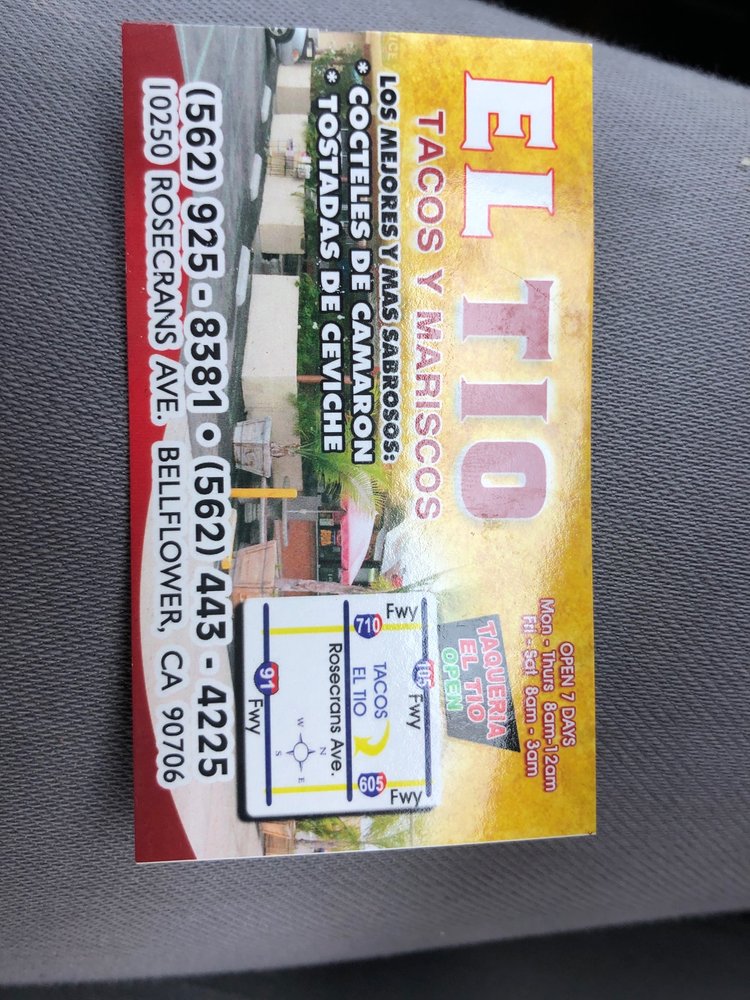 EL TIO
TACOS Y MARISCOS
LOS MEJORES Y MAS SABROSOS:
* COCTELES DE CAMARON
* TOSTADAS DE CEVICHE
(562) 925 - 8381 • (562) 443 - 4225
10250 ROSECRANS AVE. BELLFLOWER, CA 90706
OPEN 7 DAYS
Mon - Thurs 8am-12am
Fri - Sat 8am - 3am
TAQUERIA
EL TIO
OPEN
105 Fwy
Fwy
710
605
Fwy
TACOS
EL TIO
Rosecrans Ave.
N
W
E
S
91 Fwy